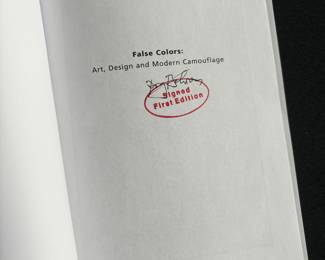 False Colors:
Art, Design and Modern Camouflage
Signed
First Edition